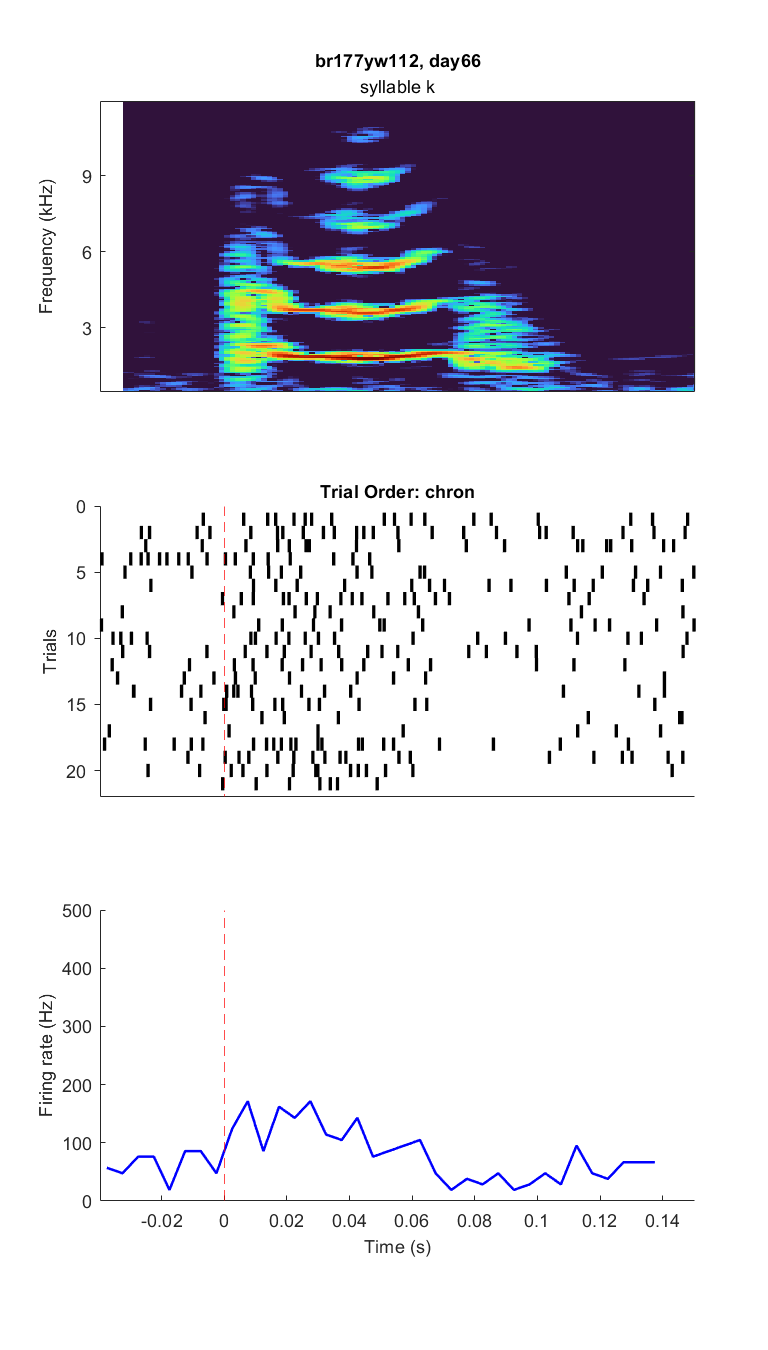 br177yw112, day66
syllable k
Frequency (kHz)
9
6
3
Trial Order: chron
Trials
0
5
10
15
20
Firing rate (Hz)
500
400
300
200
100
0
-0.02 0 0.02 0.04 0.06 0.08 0.1 0.12 0.14
Time (s)